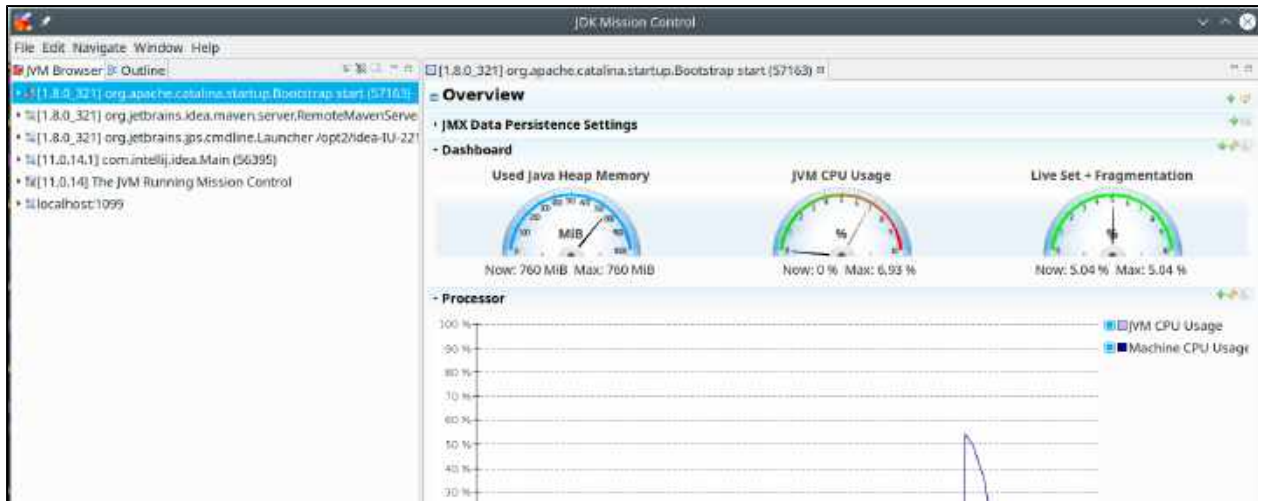 JDK Mission Control
File Edit Navigate Window Help
JVM Browser Outline
[1.8.0_321] org.apache.catalina.startup.Bootstrap start (57163)
[1.8.0_321] org.jetbrains.idea.maven.server.RemoteMavenServe
[1.8.0_321] org.jetbrains.jps.cmdline.Launcher /opt2/idea-IU-221
[11.0.14.1] com.intellij.idea.Main (56395)
[11.0.14] The JVM Running Mission Control
localhost:1099
[1.8.0_321] org.apache.catalina.startup.Bootstrap start (57163)
Overview
JMX Data Persistence Settings
Dashboard
Used Java Heap Memory
MiB
Now: 760 MiB Max: 760 MiB
JVM CPU Usage
%
Now: 0 % Max: 6.93 %
Live Set + Fragmentation
%
Now: 5.04 % Max: 5.04 %
Processor
100 %
90 %
80 %
70 %
60 %
50 %
40 %
30 %
JVM CPU Usage
Machine CPU Usage